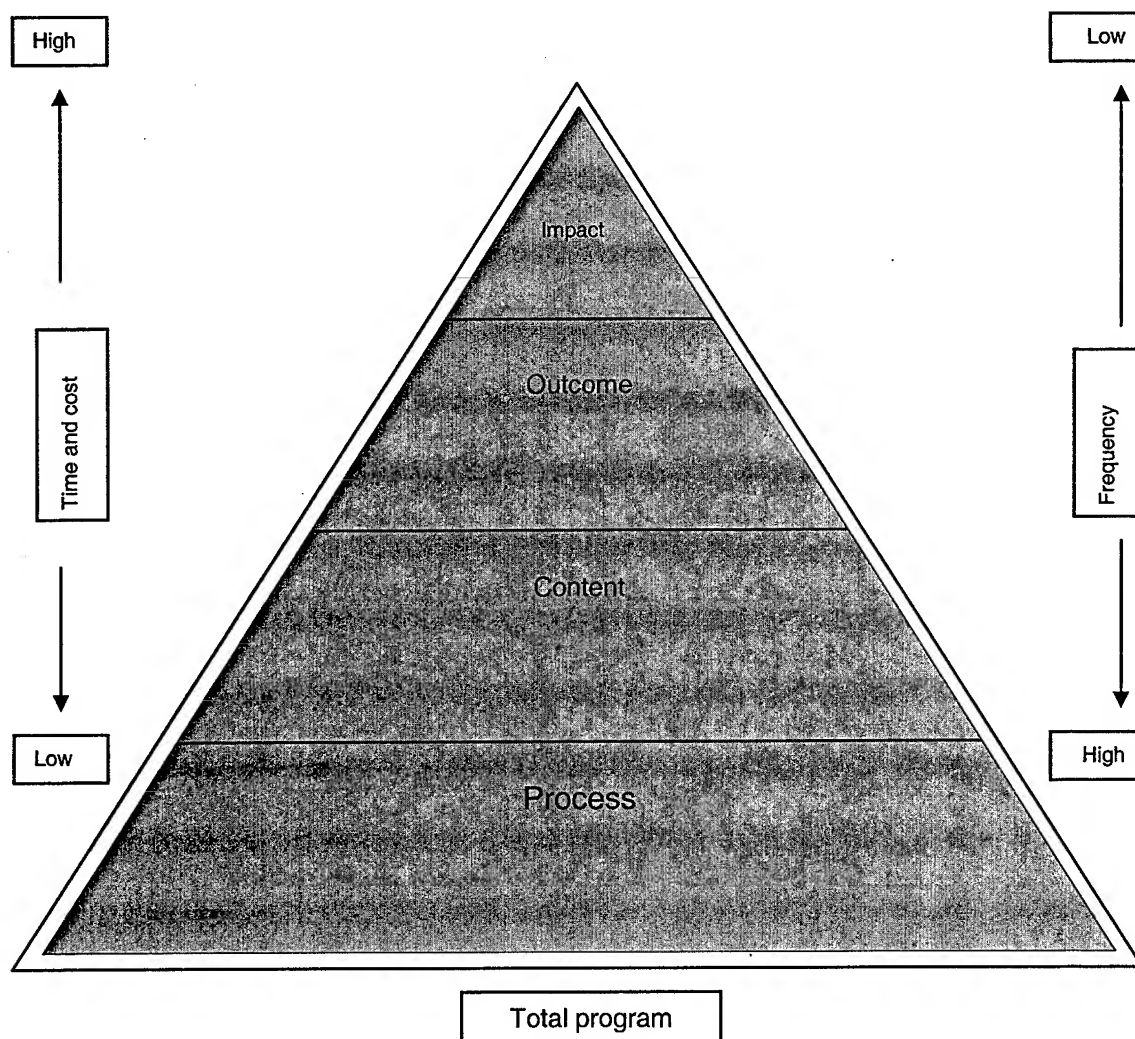 High
Low
Impact
Time and cost
Outcome
Frequency
Content
Low
High
Process
Total program